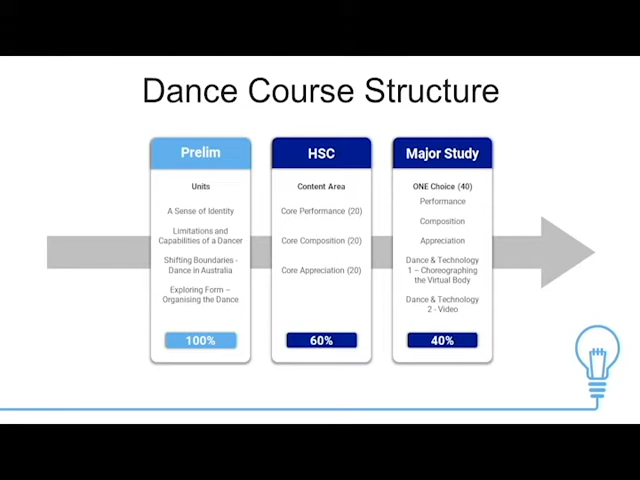 Dance Course Structure
Prelim
Units
A Sense of Identity
Limitations and
Capabilities of a Dancer
Shifting Boundaries -
Dance in Australia
Exploring Form –
Organising the Dance
100%
HSC
Content Area
Core Performance (20)
Core Composition (20)
Core Appreciation (20)
60%
Major Study
ONE Choice (40)
Performance
Composition
Appreciation
Dance & Technology
1 – Choreographing
the Virtual Body
Dance & Technology
2 - Video
40%